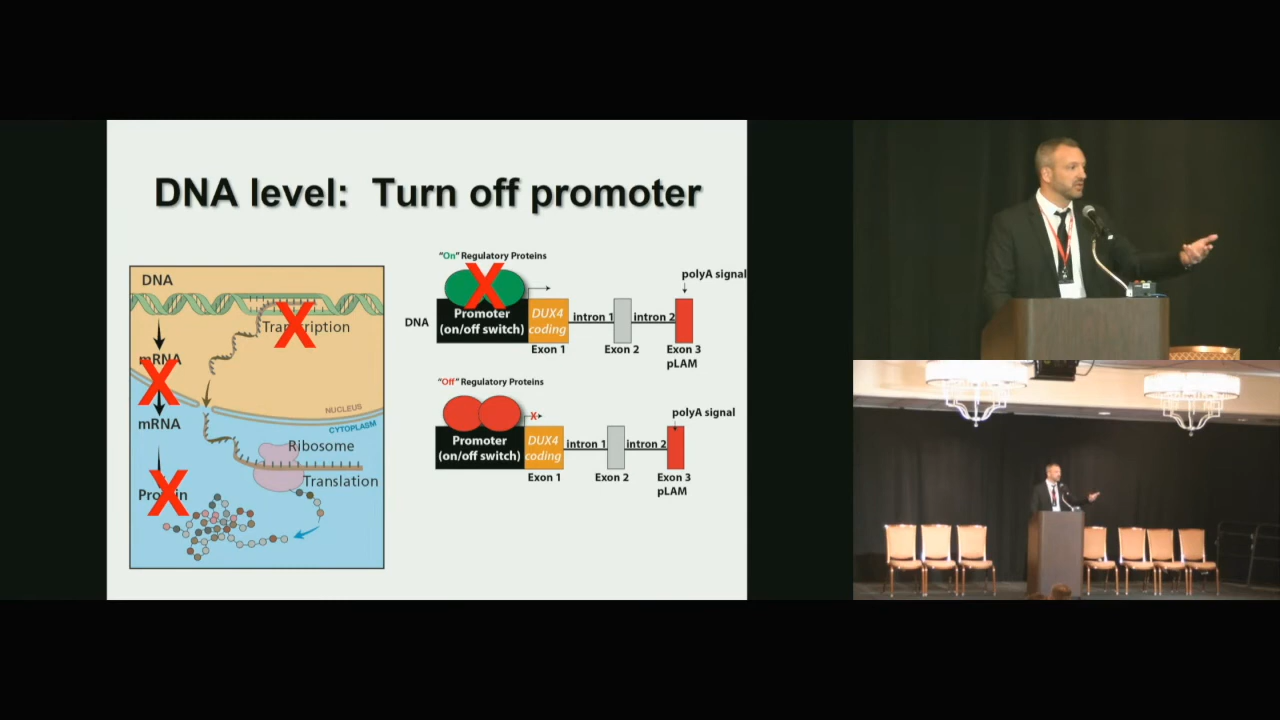 DNA level: Turn off promoter
DNA
Transcription
mRNA
NUCLEUS
CYTOPLASM
mRNA
Ribosome
Translation
Protein
"On" Regulatory Proteins
polyA signal
DNA
Promoter
(on/off switch)
DUX4
coding
intron 1
intron 2
Exon 1
Exon 2
Exon 3
pLAM
"Off" Regulatory Proteins
polyA signal
Promoter
(on/off switch)
DUX4
coding
intron 1
intron 2
Exon 1
Exon 2
Exon 3
pLAM